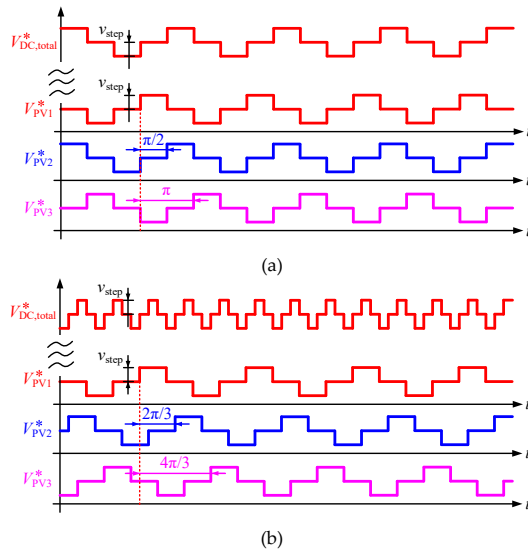 V*DC,total
vstep
vstep
V*PV1
t
π/2
V*PV2
t
π
V*PV3
t
(a)
vstep
V*DC,total
vstep
V*PV1
t
2π/3
V*PV2
t
4π/3
V*PV3
t
(b)